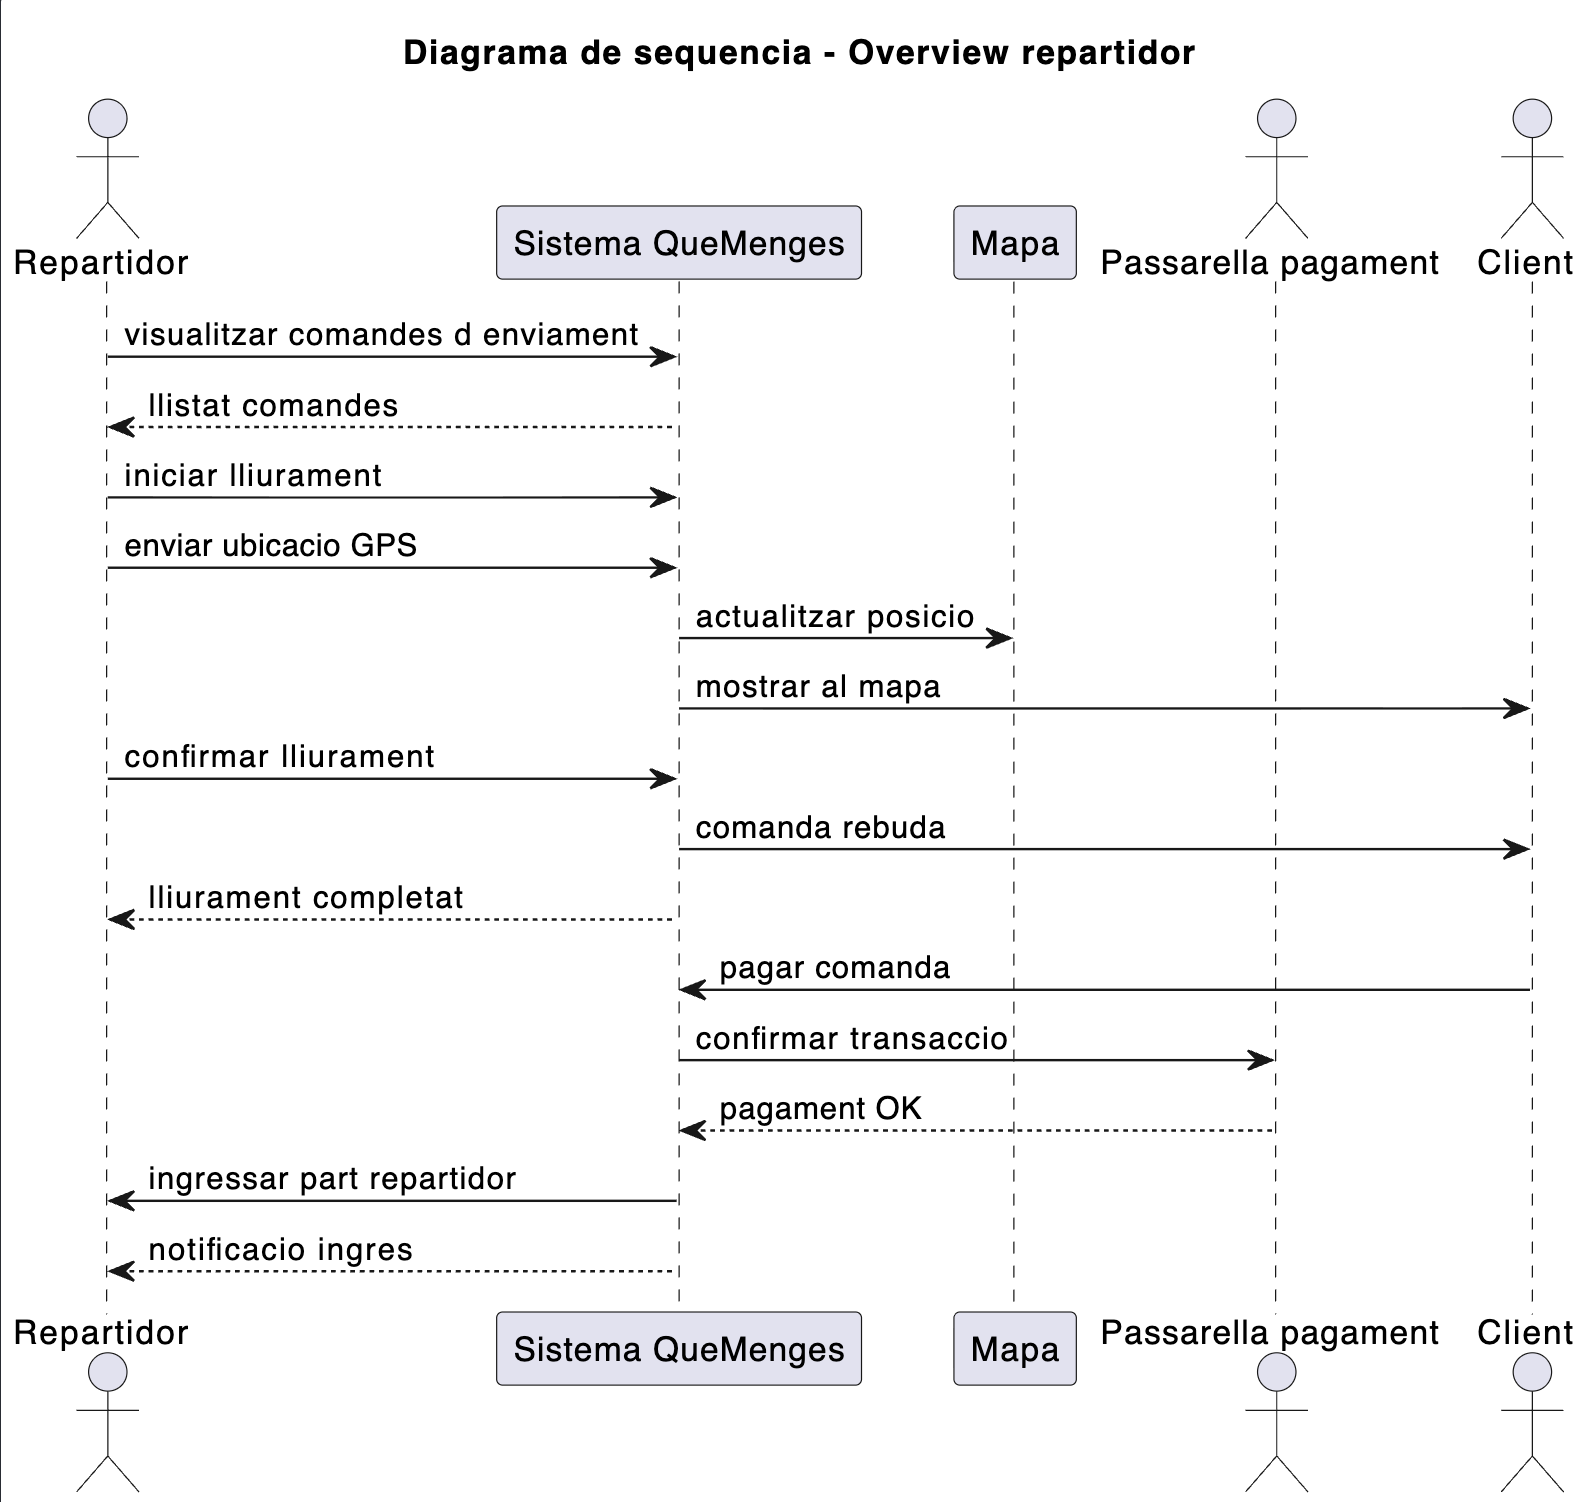 Diagrama de sequencia - Overview repartidor
Repartidor
Sistema QueMenges
Mapa
Passarella pagament
Client
visualitzar comandes d enviament
llistat comandes
iniciar lliurament
enviar ubicacio GPS
actualitzar posicio
mostrar al mapa
confirmar lliurament
comanda rebuda
lliurament completat
pagar comanda
confirmar transaccio
pagament OK
ingressar part repartidor
notificacio ingres
Repartidor
Sistema QueMenges
Mapa
Passarella pagament
Client